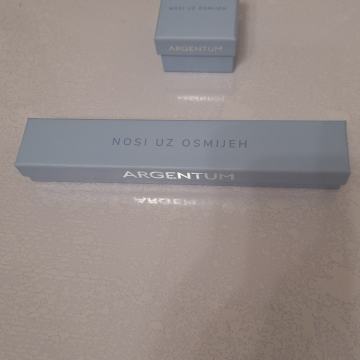 NOSI UZ OSMIJEH
ARGENTUM
NOSI UZ OSMIJEH
ARGENTUM